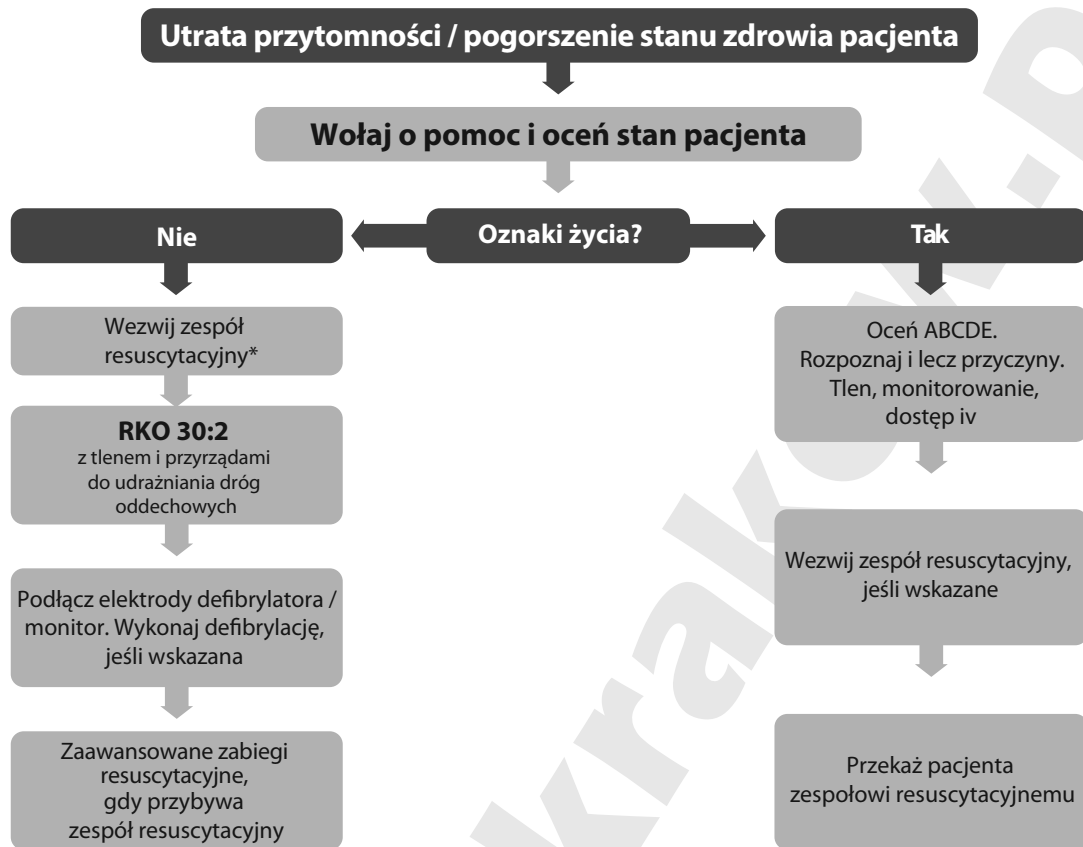 Utrata przytomności / pogorszenie stanu zdrowia pacjenta
Wołaj o pomoc i oceń stan pacjenta
Nie
Oznaki życia?
Tak
Wezwij zespół
resuscytacyjny*
RKO 30:2
z tlenem i przyrządami
do udrażniania dróg
oddechowych
Podłącz elektrody defibrylatora /
monitor. Wykonaj defibrylację,
jeśli wskazana
Zaawansowane zabiegi
resuscytacyjne,
gdy przybywa
zespół resuscytacyjny
Oceń ABCDE.
Rozpoznaj i lecz przyczyny.
Tlen, monitorowanie,
dostęp iv
Wezwij zespół resuscytacyjny,
jeśli wskazane
Przekaż pacjenta
zespołowi resuscytacyjnemu